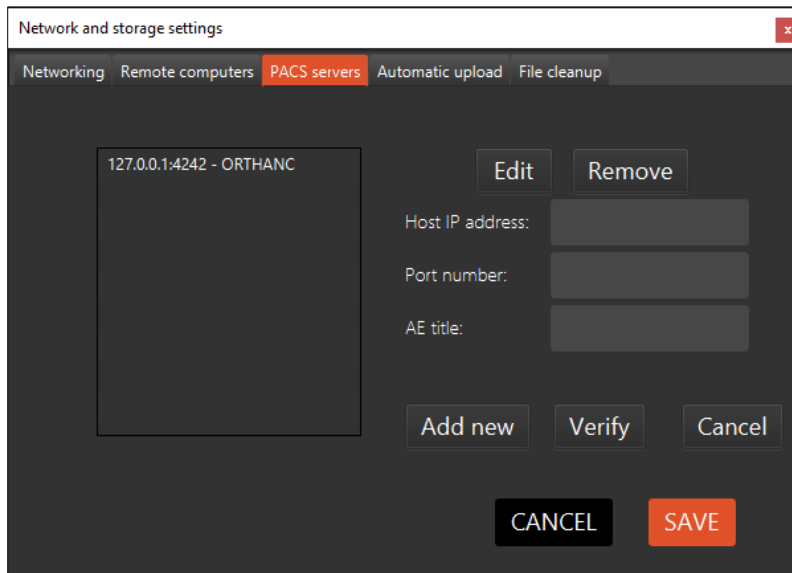 Network and storage settings
x
Networking Remote computers PACS servers Automatic upload File cleanup
127.0.0.1:4242 - ORTHANC
Edit Remove
Host IP address:
Port number:
AE title:
Add new Verify Cancel
CANCEL SAVE